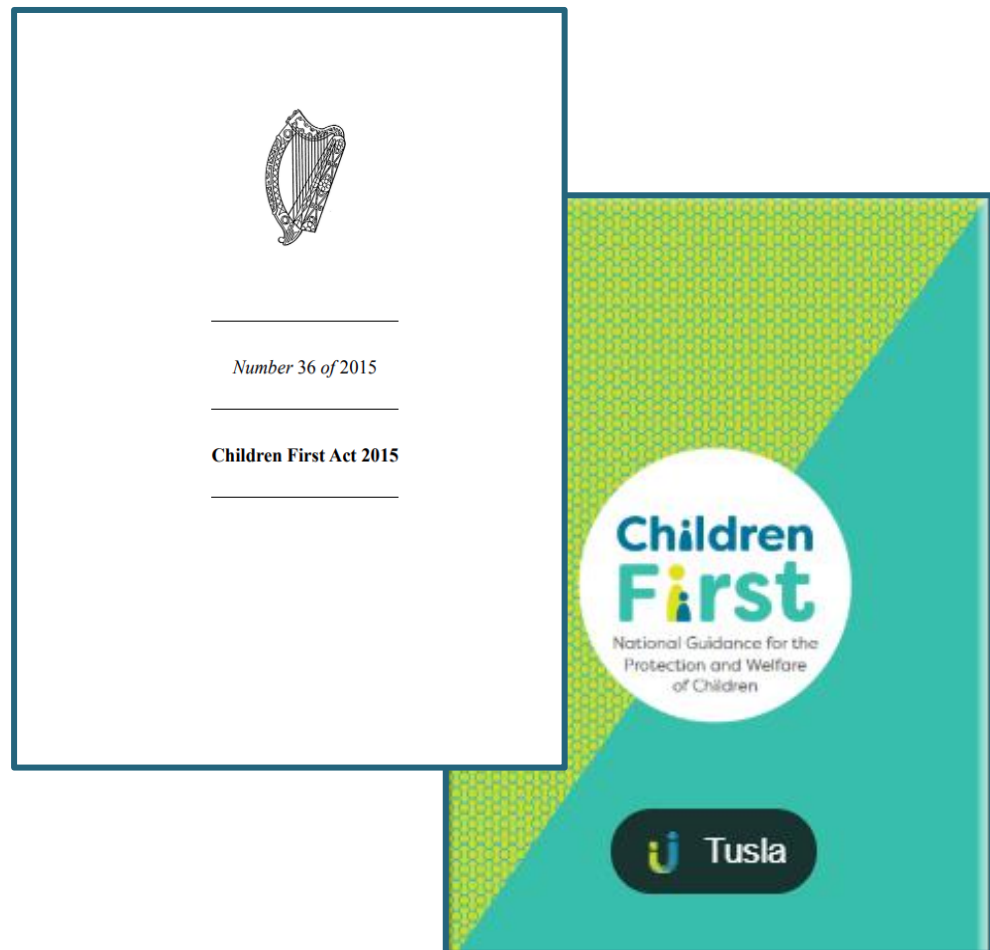 Number 36 of 2015
Children First Act 2015
Children
First
National Guidance for the
Protection and Welfare
of Children
Tusla